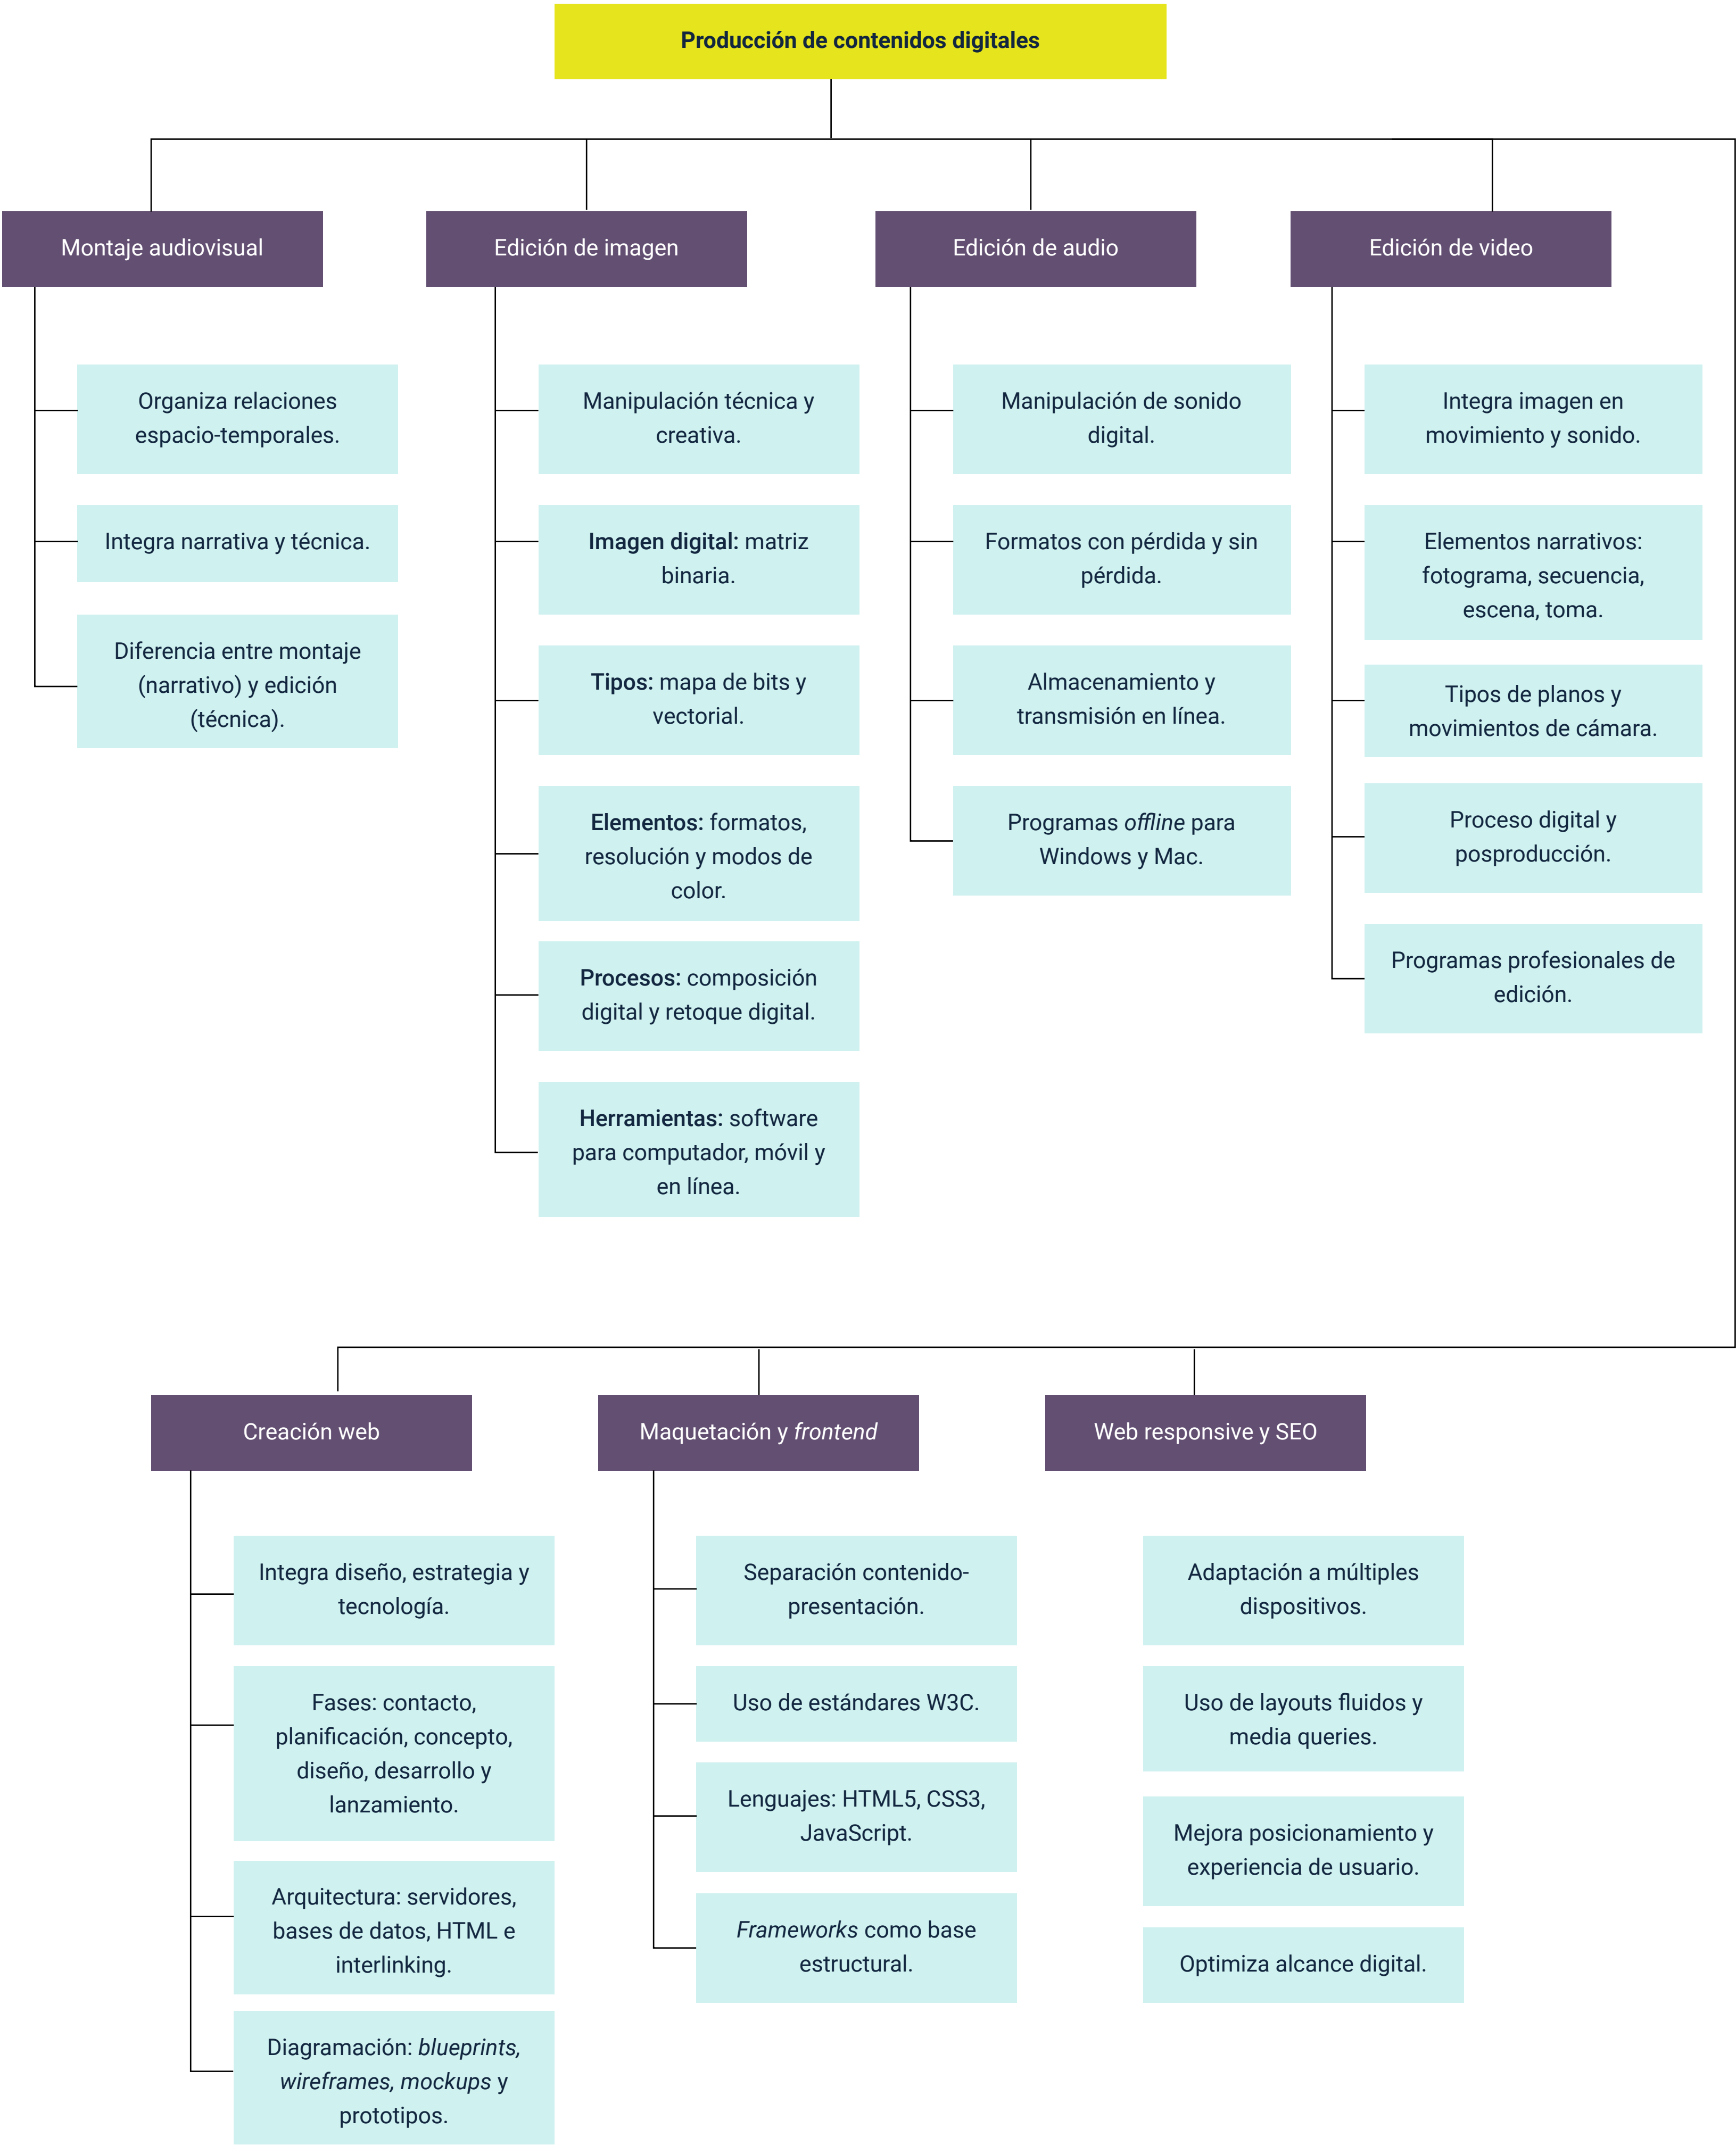 Producción de contenidos digitales
Montaje audiovisual
Organiza relaciones
espacio-temporales.
Integra narrativa y técnica.
Diferencia entre montaje
(narrativo) y edición
(técnica).
Edición de imagen
Manipulación técnica y
creativa.
Imagen digital: matriz
binaria.
Tipos: mapa de bits y
vectorial.
Elementos: formatos,
resolución y modos de
color.
Procesos: composición
digital y retoque digital.
Herramientas: software
para computador, móvil y
en línea.
Edición de audio
Manipulación de sonido
digital.
Formatos con pérdida y sin
pérdida.
Almacenamiento y
transmisión en línea.
Programas offline para
Windows y Mac.
Edición de video
Integra imagen en
movimiento y sonido.
Elementos narrativos:
fotograma, secuencia,
escena, toma.
Tipos de planos y
movimientos de cámara.
Proceso digital y
posproducción.
Programas profesionales de
edición.
Creación web
Integra diseño, estrategia y
tecnología.
Fases: contacto,
planificación, concepto,
diseño, desarrollo y
lanzamiento.
Arquitectura: servidores,
bases de datos, HTML e
interlinking.
Diagramación: blueprints,
wireframes, mockups y
prototipos.
Maquetación y frontend
Separación contenido-
presentación.
Uso de estándares W3C.
Lenguajes: HTML5, CSS3,
JavaScript.
Frameworks como base
estructural.
Web responsive y SEO
Adaptación a múltiples
dispositivos.
Uso de layouts fluidos y
media queries.
Mejora posicionamiento y
experiencia de usuario.
Optimiza alcance digital.